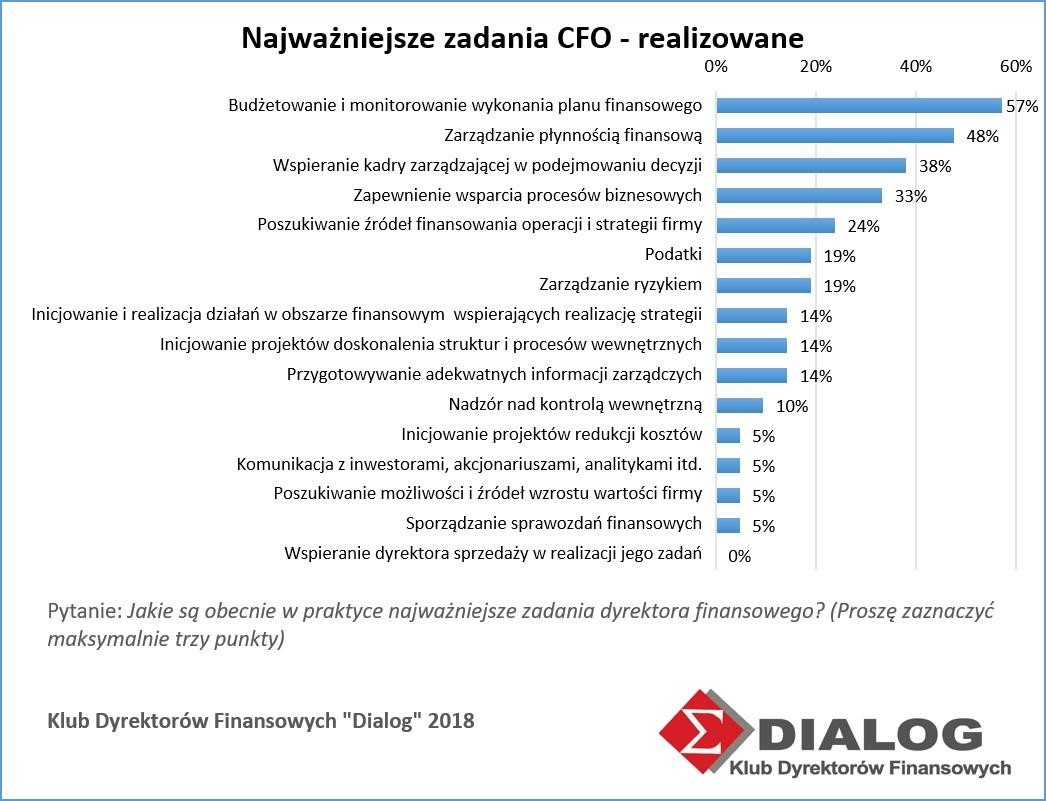 Najważniejsze zadania CFO - realizowane
0% 20% 40% 60%
Budżetowanie i monitorowanie wykonania planu finansowego 57%
Zarządzanie płynnością finansową 48%
Wspieranie kadry zarządzającej w podejmowaniu decyzji 38%
Zapewnienie wsparcia procesów biznesowych 33%
Poszukiwanie źródeł finansowania operacji i strategii firmy 24%
Podatki 19%
Zarządzanie ryzykiem 19%
Inicjowanie i realizacja działań w obszarze finansowym  wspierających realizację strategii 14%
Inicjowanie projektów doskonalenia struktur i procesów wewnętrznych 14%
Przygotowywanie adekwatnych informacji zarządczych 14%
Nadzór nad kontrolą wewnętrzną 10%
Inicjowanie projektów redukcji kosztów 5%
Komunikacja z inwestorami, akcjonariuszami, analitykami itd. 5%
Poszukiwanie możliwości i źródeł wzrostu wartości firmy 5%
Sporządzanie sprawozdań finansowych 5%
Wspieranie dyrektora sprzedaży w realizacji jego zadań 0%
Pytanie: Jakie są obecnie w praktyce najważniejsze zadania dyrektora finansowego? (Proszę zaznaczyć
maksymalnie trzy punkty)
Klub Dyrektorów Finansowych "Dialog" 2018
Σ DIALOG
Klub Dyrektorów Finansowych